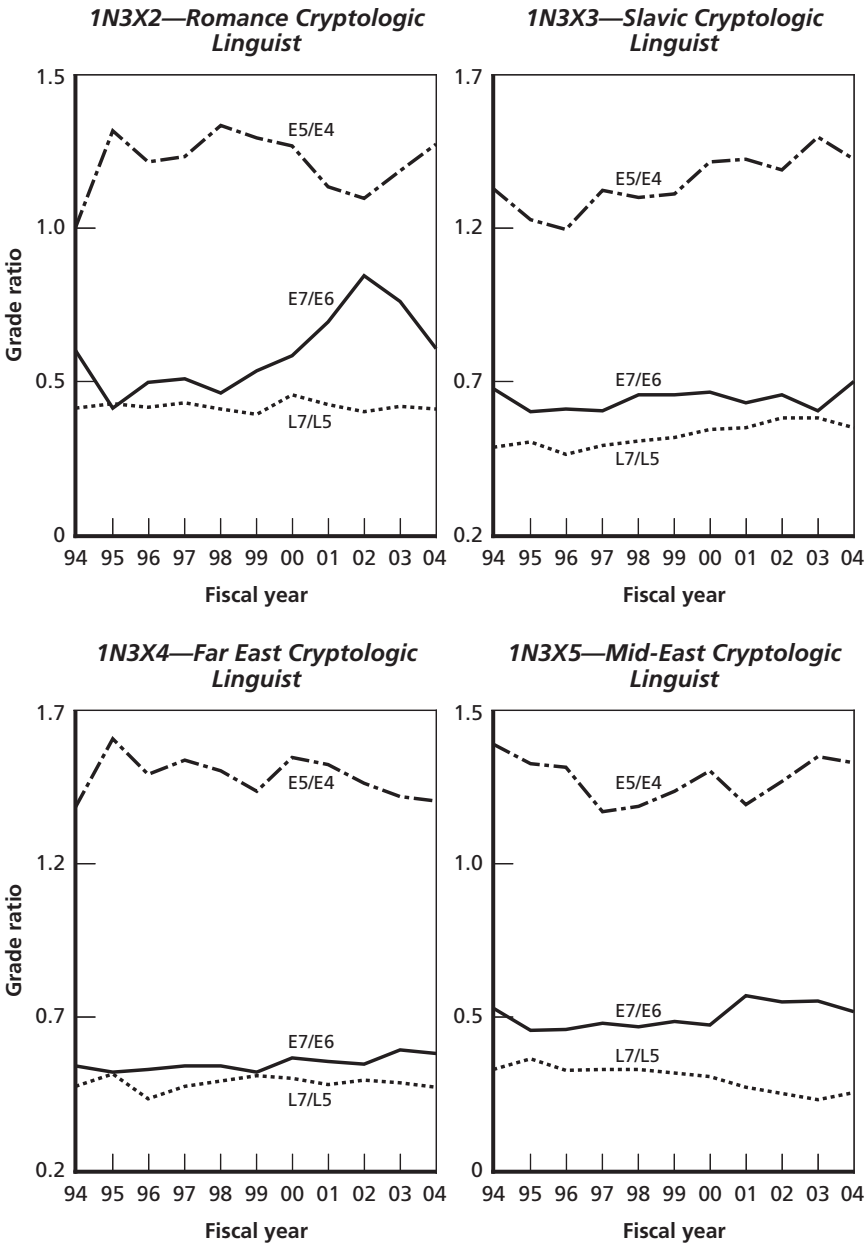 1N3X2—Romance Cryptologic
Linguist
1.5
1.0
0.5
0
Grade ratio
E5/E4
E7/E6
L7/L5
94 95 96 97 98 99 00 01 02 03 04
Fiscal year
1N3X3—Slavic Cryptologic
Linguist
1.7
1.2
0.7
0.2
E5/E4
E7/E6
L7/L5
94 95 96 97 98 99 00 01 02 03 04
Fiscal year
1N3X4—Far East Cryptologic
Linguist
1.7
1.2
0.7
0.2
Grade ratio
E5/E4
E7/E6
L7/L5
94 95 96 97 98 99 00 01 02 03 04
Fiscal year
1N3X5—Mid-East Cryptologic
Linguist
1.5
1.0
0.5
0
E5/E4
E7/E6
L7/L5
94 95 96 97 98 99 00 01 02 03 04
Fiscal year